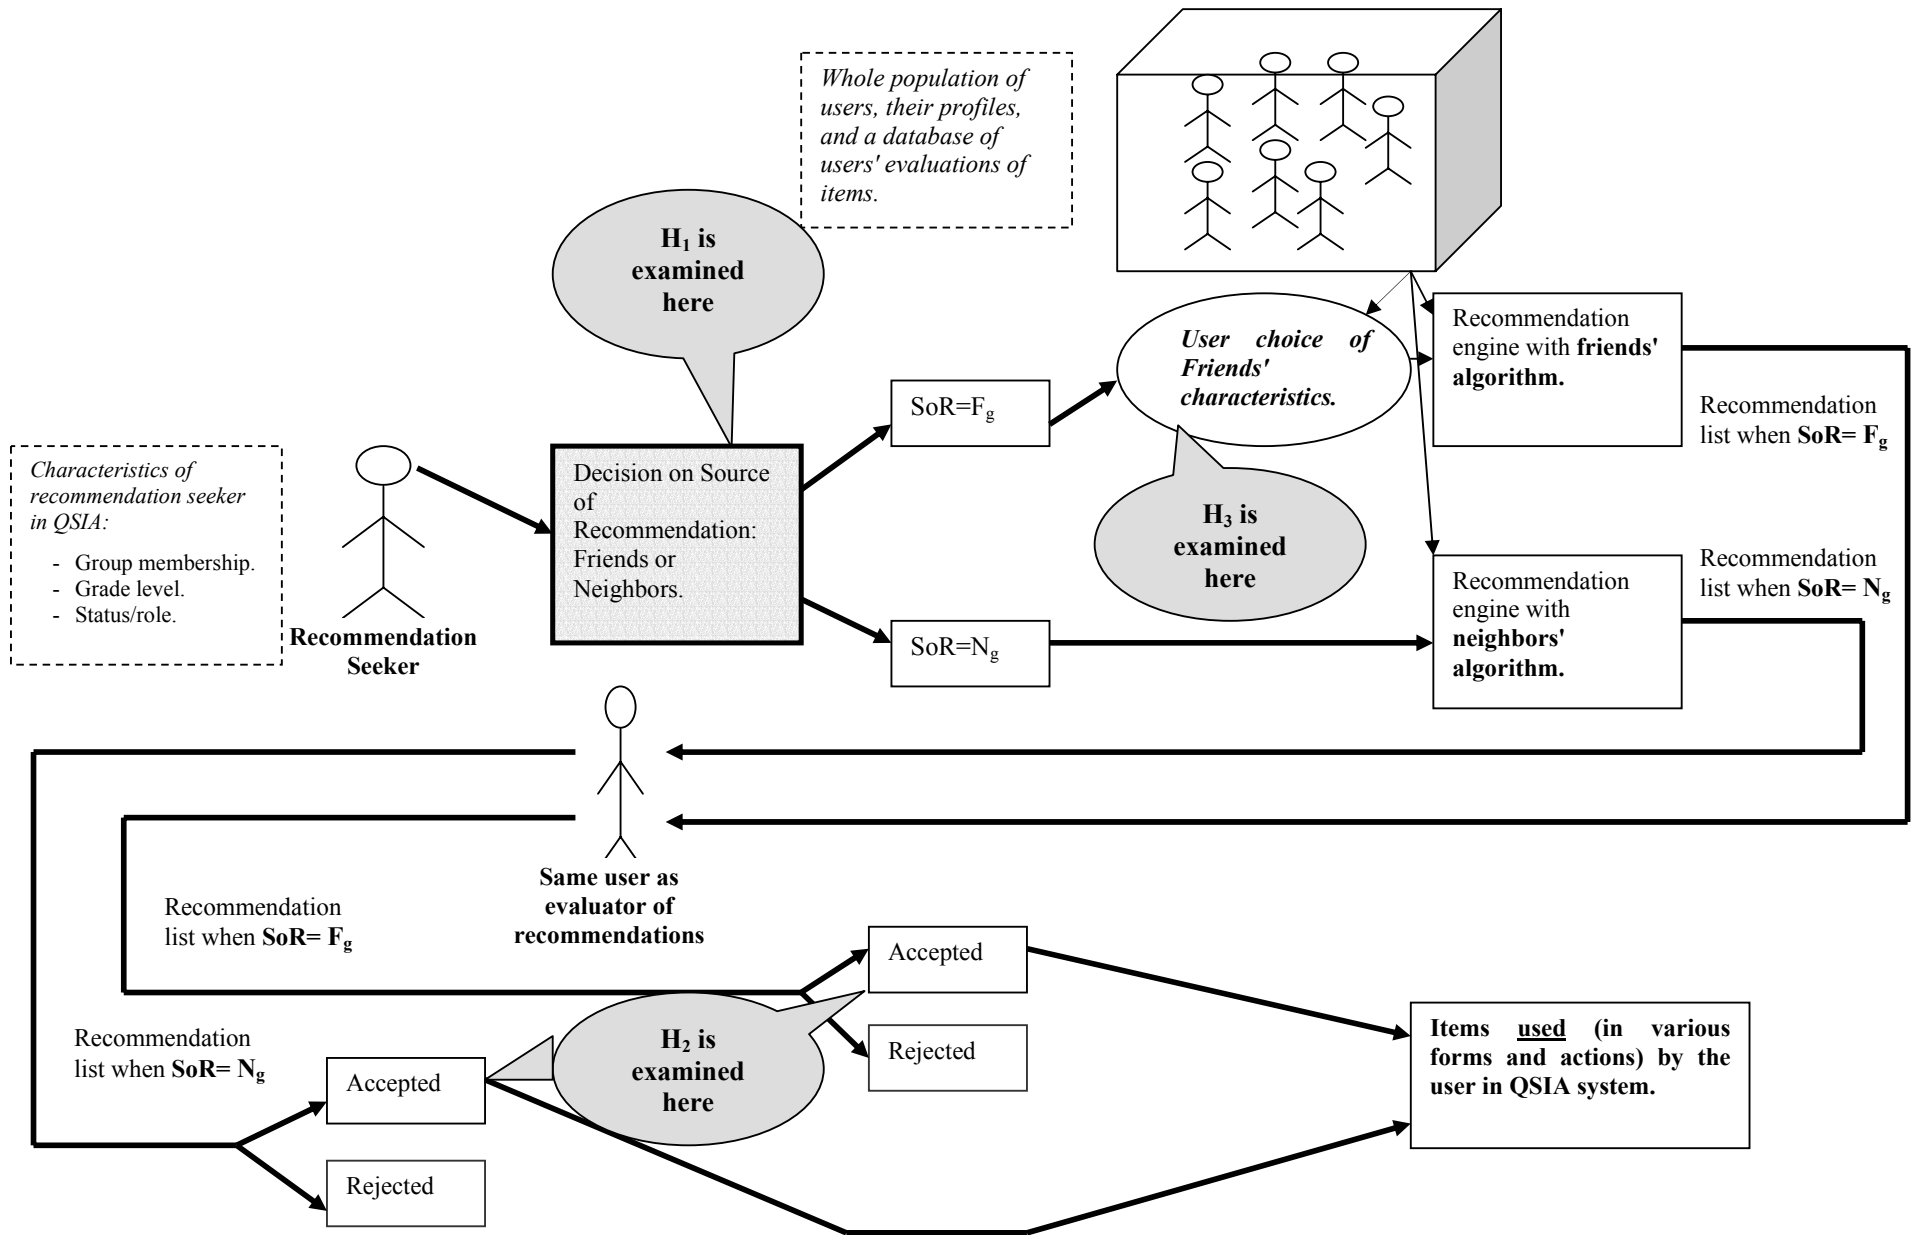 Whole population of
users, their profiles,
and a database of
users' evaluations of
items.
H₁ is
examined
here
User choice of
Friends'
characteristics.
Recommendation
engine with friends'
algorithm.
Recommendation
list when SoR= Fg
SoR=Fg
Characteristics of
recommendation seeker
in QSIA:
- Group membership.
- Grade level.
- Status/role.
Recommendation
Seeker
Decision on Source
of
Recommendation:
Friends or
Neighbors.
H₃ is
examined
here
SoR=Ng
Recommendation
engine with
neighbors'
algorithm.
Recommendation
list when SoR= Ng
Same user as
evaluator of
recommendations
Recommendation
list when SoR= Fg
Accepted
Rejected
H₂ is
examined
here
Recommendation
list when SoR= Ng
Accepted
Rejected
Items used (in various
forms and actions) by the
user in QSIA system.